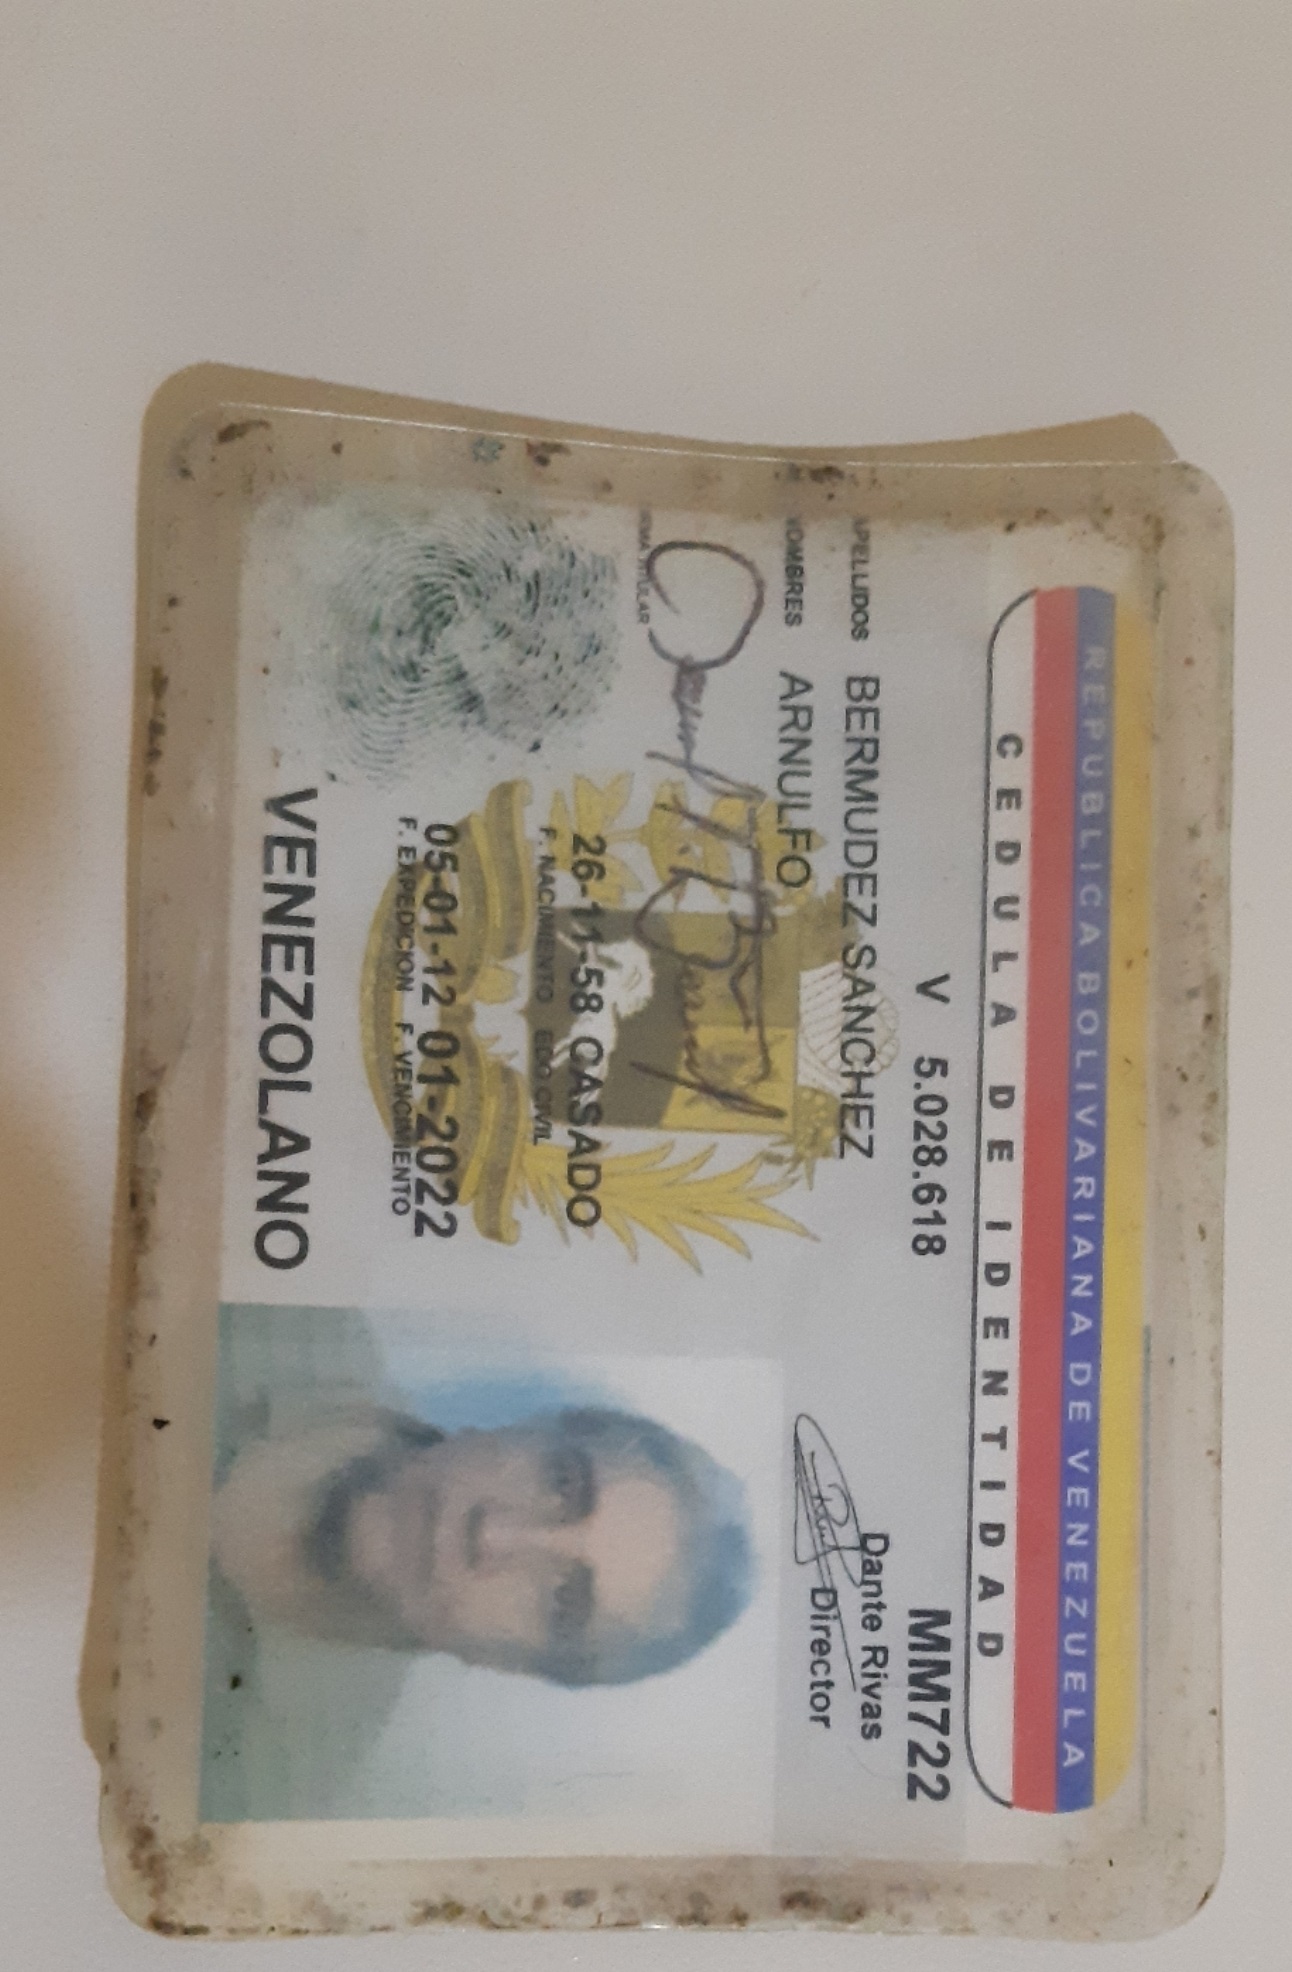 REPUBLICA BOLIVARIANA DE VENEZUELA
CEDULA DE IDENTIDAD
V 5.028.618
MM722
APELLIDOS BERMUDEZ SANCHEZ
Dante Rivas
Director
NOMBRES ARNULFO
FIRMA TITULAR
26-11-58 CASADO
F. NACIMIENTO EDO CIVIL
05-01-12 01-2022
F. EXPEDICION F. VENCIMIENTO
VENEZOLANO